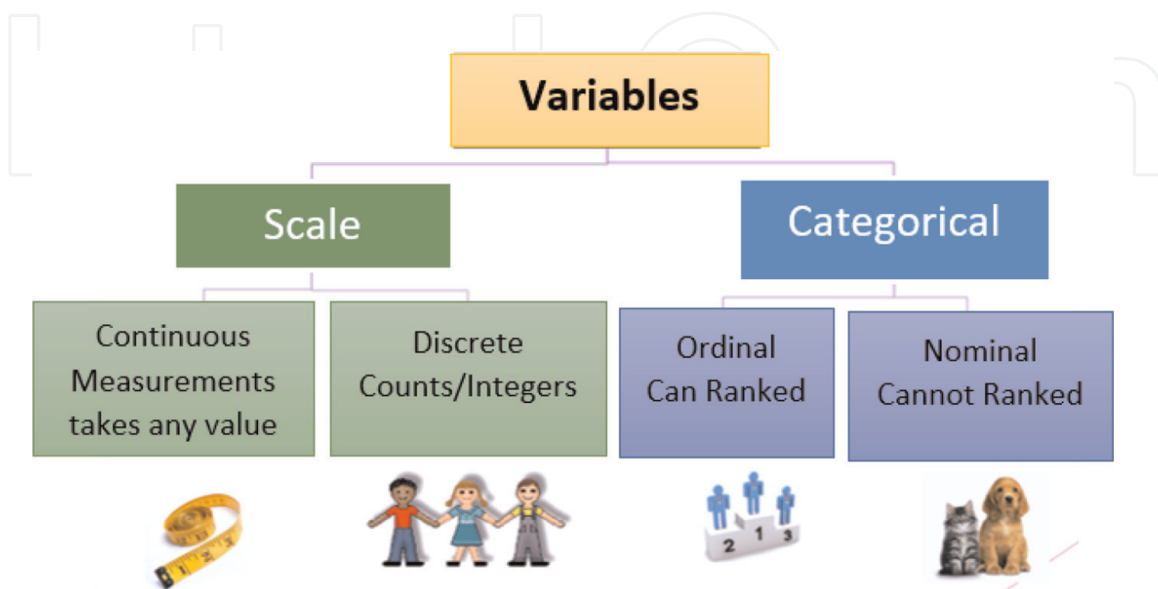 Variables
Scale
Categorical
Continuous
Measurements
takes any value
Discrete
Counts/Integers
Ordinal
Can Ranked
Nominal
Cannot Ranked
2 1 3